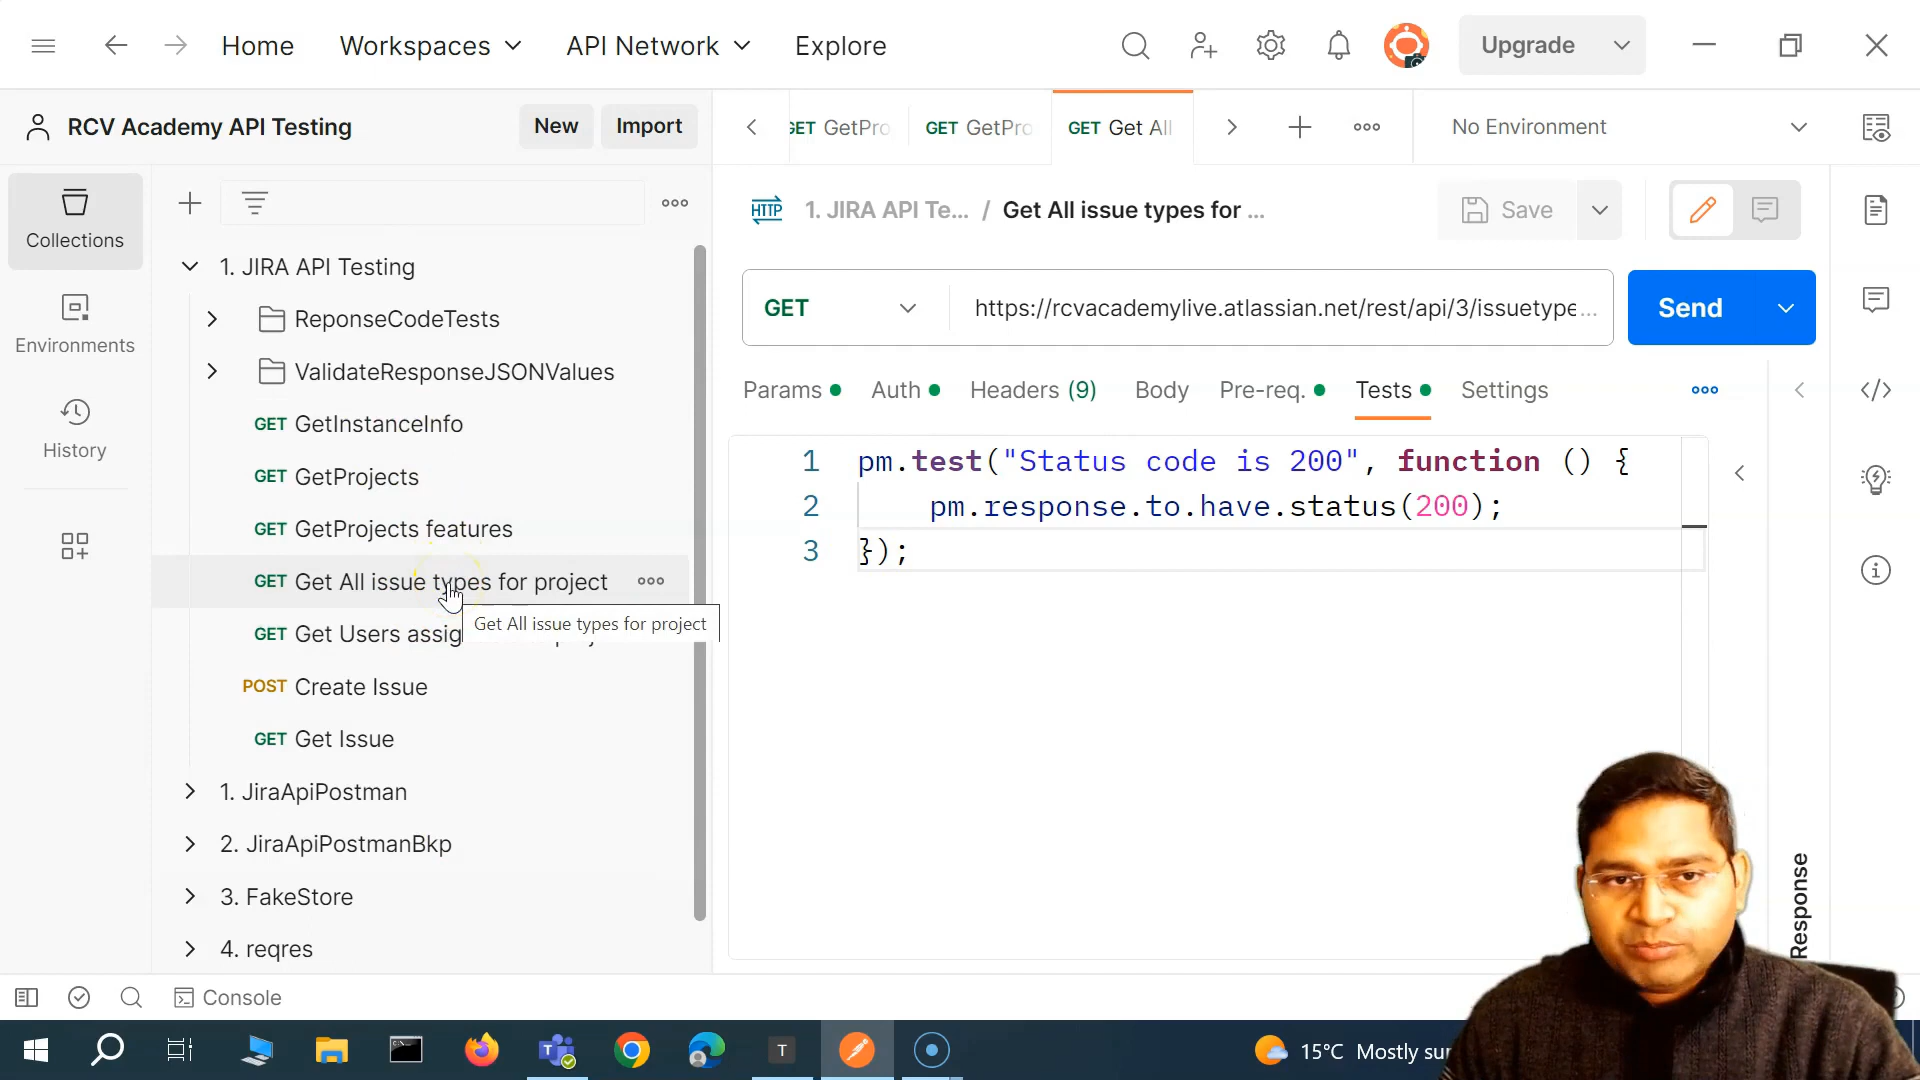 Home Workspaces API Network Explore Upgrade
RCV Academy API Testing New Import
GetPro GET GetPro GET Get All No Environment
Collections
Environments
History
1. JIRA API Testing
ReponseCodeTests
ValidateResponseJSONValues
GET GetInstanceInfo
GET GetProjects
GET GetProjects features
GET Get All issue types for project
Get All issue types for project
GET Get Users assig
POST Create Issue
GET Get Issue
1. JiraApiPostman
2. JiraApiPostmanBkp
3. FakeStore
4. reqres
HTTP 1. JIRA API Te... / Get All issue types for ... Save
GET https://rcvacademylive.atlassian.net/rest/api/3/issuetype... Send
Params Auth Headers (9) Body Pre-req. Tests Settings
1 pm.test("Status code is 200", function () {
2 pm.response.to.have.status(200);
3 });
Response
Console
15°C Mostly